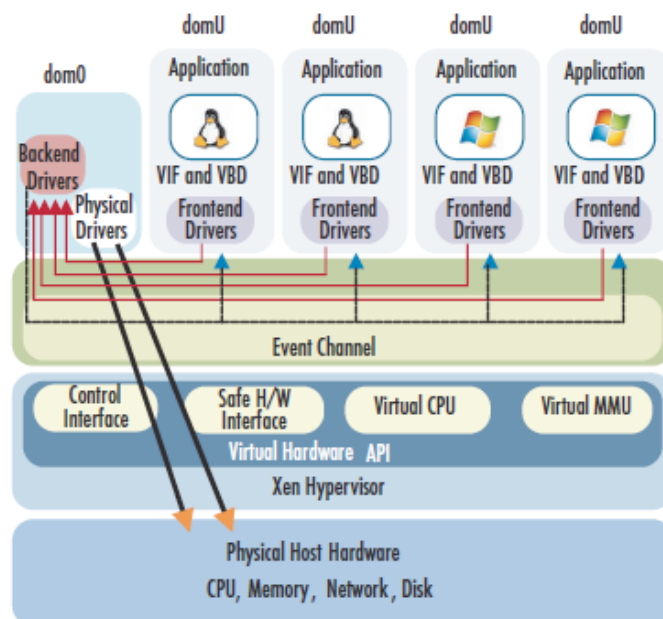 domU
domU
domU
domU
dom0
Application
Application
Application
Application
Backend
Drivers
Physical
Drivers
VIF and VBD
VIF and VBD
VIF and VBD
VIF and VBD
Frontend
Drivers
Frontend
Drivers
Frontend
Drivers
Frontend
Drivers
Event Channel
Control
Interface
Safe H/W
Interface
Virtual CPU
Virtual MMU
Virtual Hardware API
Xen Hypervisor
Physical Host Hardware
CPU, Memory, Network, Disk